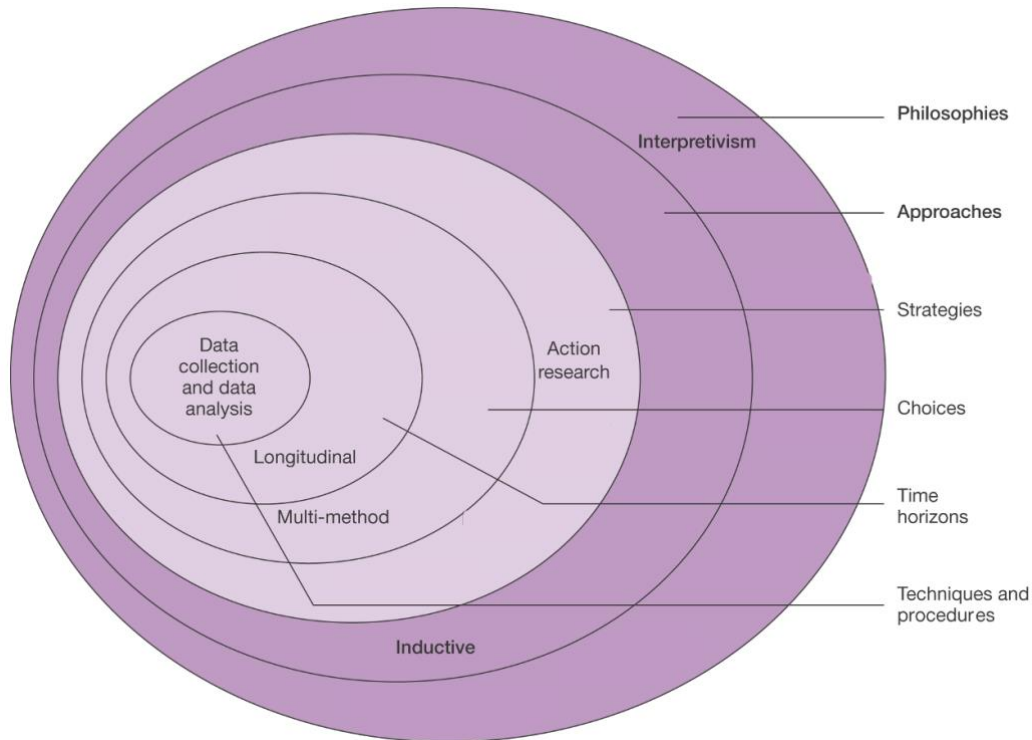 Philosophies
Interpretivism
Approaches
Strategies
Data
collection
and data
analysis
Action
research
Choices
Longitudinal
Multi-method
Time
horizons
Techniques and
procedures
Inductive